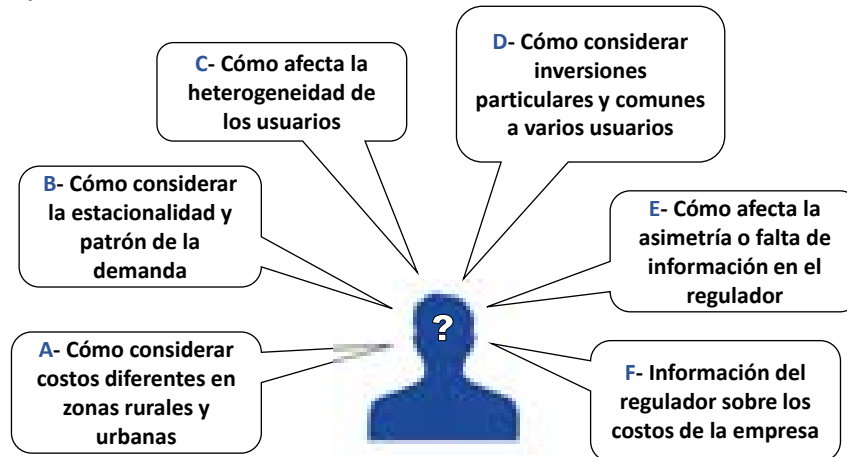 A- Cómo considerar
costos diferentes en
zonas rurales y
urbanas
B- Cómo considerar
la estacionalidad y
patrón de la
demanda
C- Cómo afecta la
heterogeneidad de
los usuarios
D- Cómo considerar
inversiones
particulares y comunes
a varios usuarios
E- Cómo afecta la
asimetría o falta de
información en el
regulador
F- Información del
regulador sobre los
costos de la empresa
?